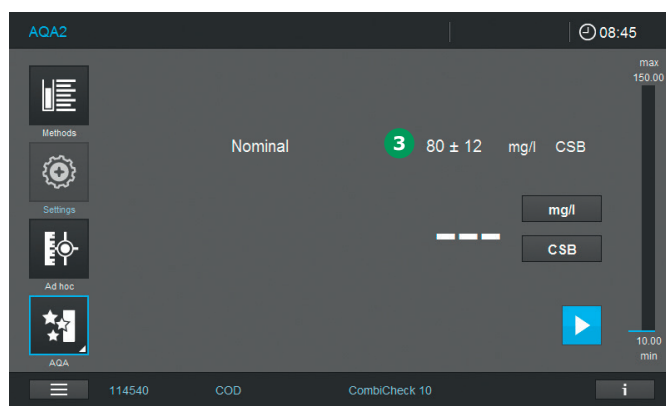 AQA2
08:45
max
150.00
Methods
Nominal 3 80 ± 12 mg/l CSB
Settings
mg/l
CSB
Ad hoc
AQA
10.00
min
114540 COD CombiCheck 10 i